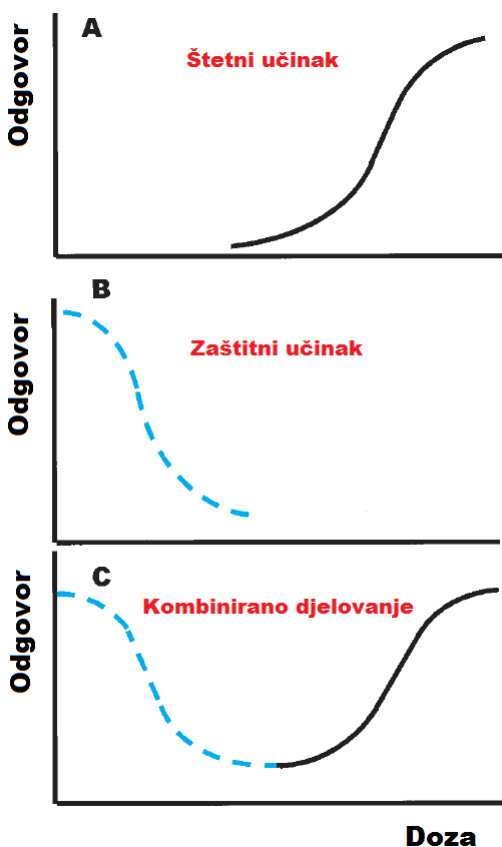 A
Štetni učinak
Odgovor
B
Zaštitni učinak
Odgovor
C
Kombinirano djelovanje
Odgovor
Doza